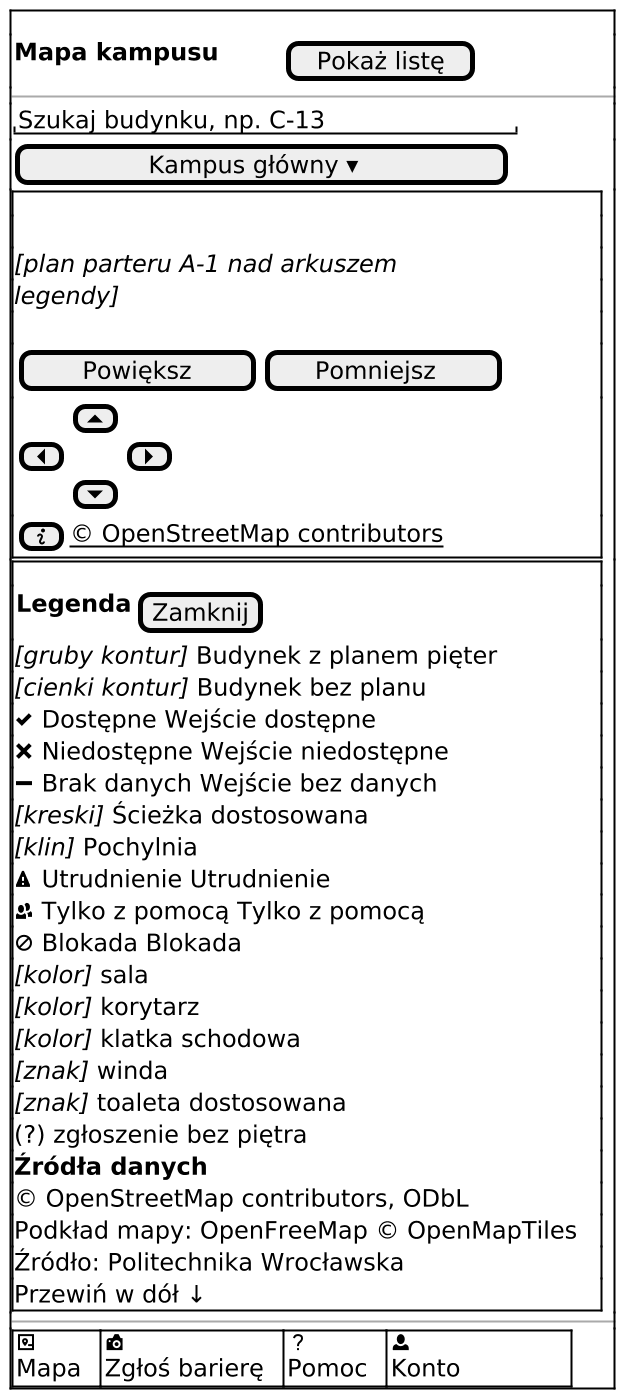 Mapa kampusu
Pokaż listę
Szukaj budynku, np. C-13
Kampus główny ▾
[plan parteru A-1 nad arkuszem
legendy]
Powiększ
Pomniejsz
i © OpenStreetMap contributors
Legenda
Zamknij
[gruby kontur] Budynek z planem pięter
[cienki kontur] Budynek bez planu
Dostępne Wejście dostępne
Niedostępne Wejście niedostępne
Brak danych Wejście bez danych
[kreski] Ścieżka dostosowana
[klin] Pochylnia
Utrudnienie Utrudnienie
Tylko z pomocą Tylko z pomocą
Blokada Blokada
[kolor] sala
[kolor] korytarz
[kolor] klatka schodowa
[znak] winda
[znak] toaleta dostosowana
(?) zgłoszenie bez piętra
Źródła danych
© OpenStreetMap contributors, ODbL
Podkład mapy: OpenFreeMap © OpenMapTiles
Źródło: Politechnika Wrocławska
Przewiń w dół ↓
Mapa
Zgłoś barierę
? Pomoc
Konto